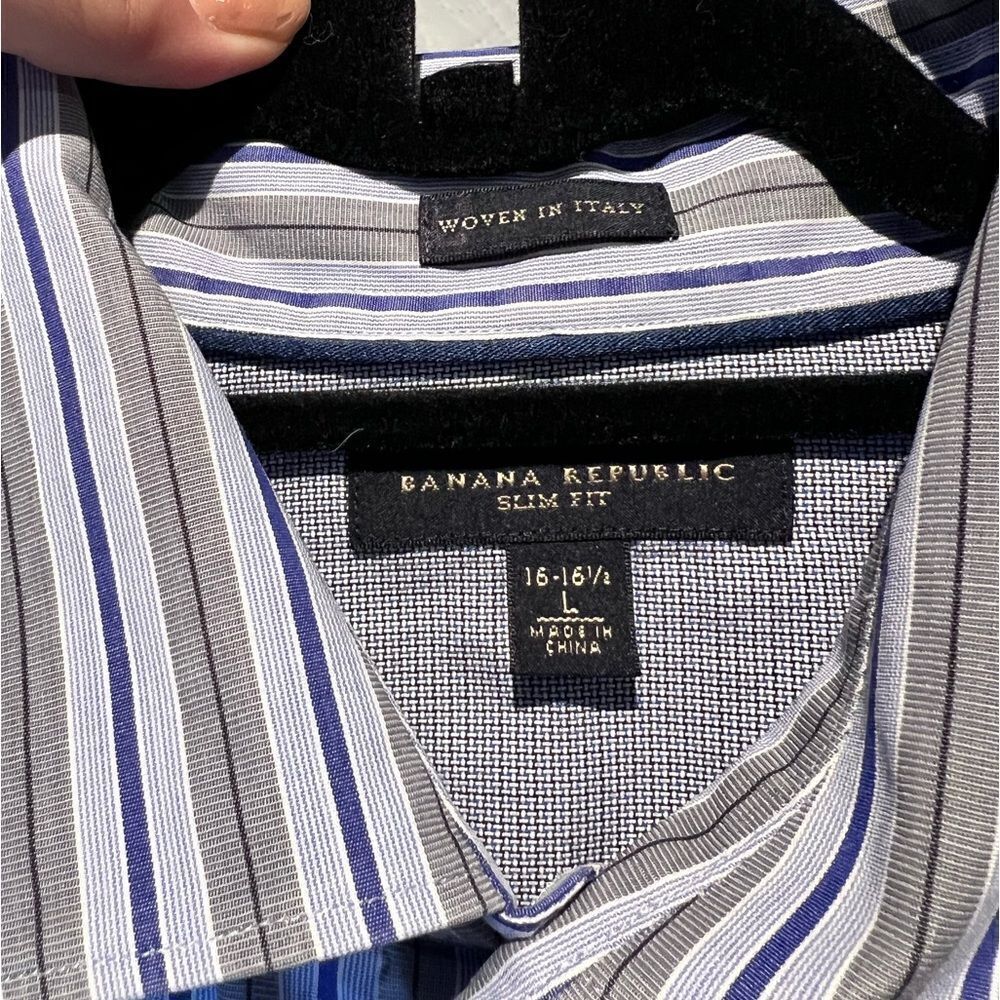 WOVEN IN ITALY
BANANA REPUBLIC
SLIM FIT
16-16½
L
MADE IN
CHINA